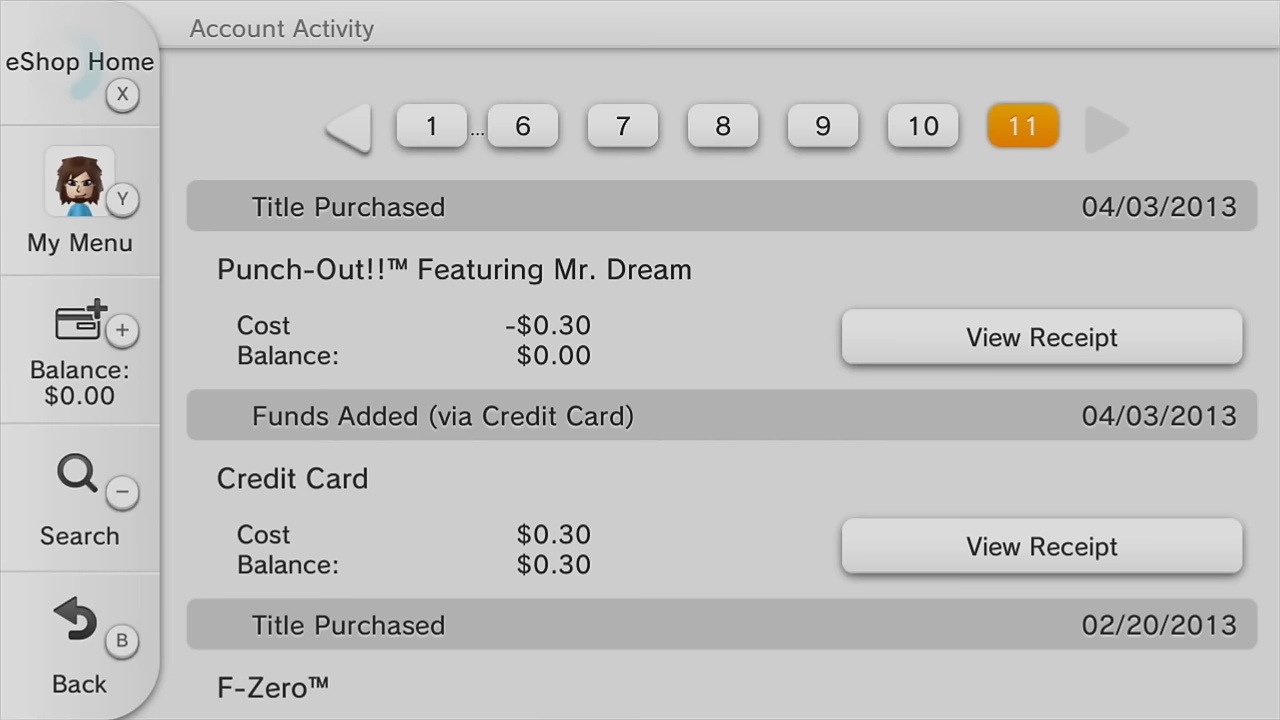 Account Activity
eShop Home
X
Y
My Menu
+
Balance:
$0.00
−
Search
B
Back
1 ... 6 7 8 9 10 11
Title Purchased 04/03/2013
Punch-Out!!™ Featuring Mr. Dream
Cost -$0.30
Balance: $0.00
View Receipt
Funds Added (via Credit Card) 04/03/2013
Credit Card
Cost $0.30
Balance: $0.30
View Receipt
Title Purchased 02/20/2013
F-Zero™